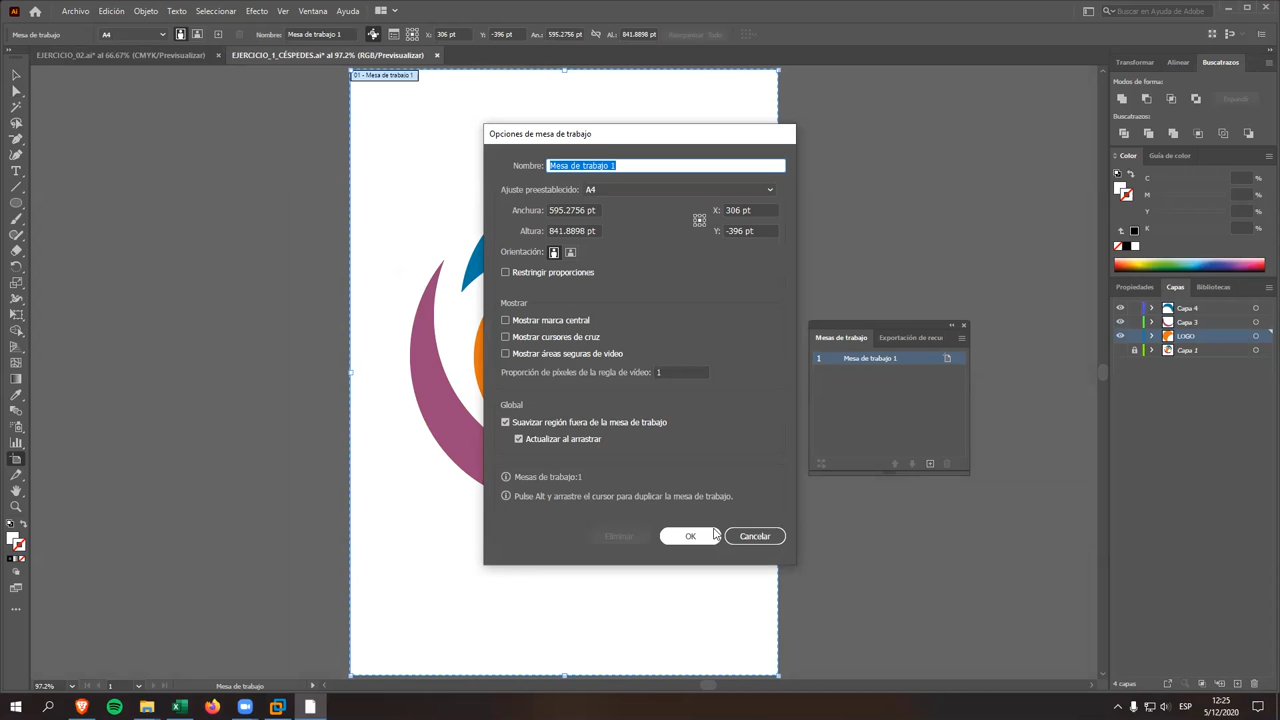 Ai Archivo Edición Objeto Texto Seleccionar Efecto Ver Ventana Ayuda Buscar en Ayuda de Adobe
Mesa de trabajo A4 Nombre: Mesa de trabajo 1 X: 306 pt Y: -396 pt An.: 595.2756 pt Al.: 841.8898 pt Reorganizar Todo
EJERCICIO_02.ai* al 66.67% (CMYK/Previsualizar) × EJERCICIO_1_CÉSPEDES.ai* al 97.2% (RGB/Previsualizar) ×
Transformar Alinear Buscatrazos
01 - Mesa de trabajo 1
Modos de forma:
Buscatrazos:
Color Guía de color
C
M
Y
K
Opciones de mesa de trabajo
Nombre: Mesa de trabajo 1
Ajuste preestablecido: A4
Anchura: 595.2756 pt X: 306 pt
Altura: 841.8898 pt Y: -396 pt
Orientación:
Restringir proporciones
Mostrar
Mostrar marca central
Mostrar cursores de cruz
Mostrar áreas seguras de vídeo
Proporción de píxeles de la regla de vídeo: 1
Global
Suavizar región fuera de la mesa de trabajo
Actualizar al arrastrar
Mesas de trabajo:1
Pulse Alt y arrastre el cursor para duplicar la mesa de trabajo.
Eliminar OK Cancelar
Mesas de trabajo Exportación de recu
1 Mesa de trabajo 1
Propiedades Capas Bibliotecas
Capa 4
Capa 3
LOGO
Capa 1
4 capas
97.2% 1 Mesa de trabajo
ESP 12:25
5/12/2020